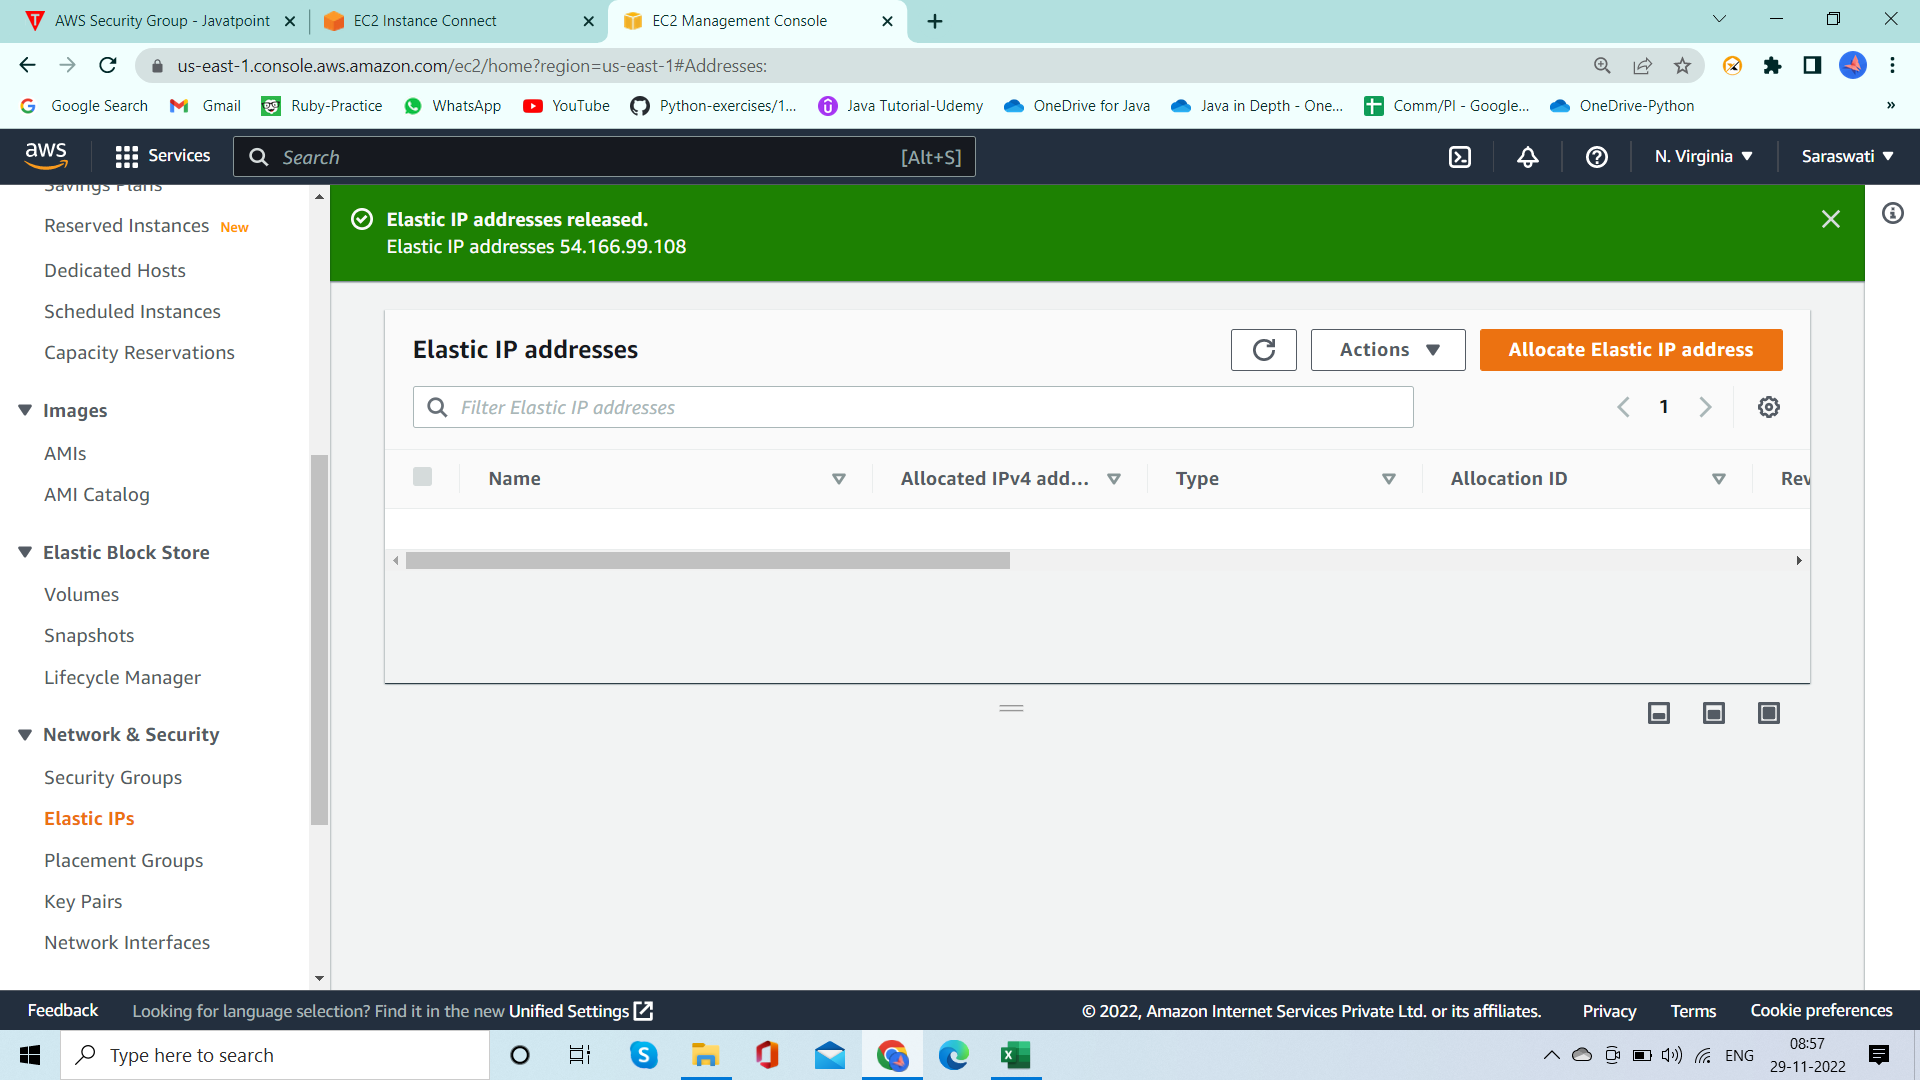 AWS Security Group - Javatpoint
EC2 Instance Connect
EC2 Management Console
us-east-1.console.aws.amazon.com/ec2/home?region=us-east-1#Addresses:
Google Search
Gmail
Ruby-Practice
WhatsApp
YouTube
Python-exercises/1...
Java Tutorial-Udemy
OneDrive for Java
Java in Depth - One...
Comm/PI - Google...
OneDrive-Python
»
aws
Services
Search
[Alt+S]
N. Virginia
Saraswati
Savings Plans
Reserved Instances New
Dedicated Hosts
Scheduled Instances
Capacity Reservations
Images
AMIs
AMI Catalog
Elastic Block Store
Volumes
Snapshots
Lifecycle Manager
Network & Security
Security Groups
Elastic IPs
Placement Groups
Key Pairs
Network Interfaces
Elastic IP addresses released.
Elastic IP addresses 54.166.99.108
Elastic IP addresses
Actions
Allocate Elastic IP address
Filter Elastic IP addresses
1
Name
Allocated IPv4 add...
Type
Allocation ID
Rev
Feedback
Looking for language selection? Find it in the new Unified Settings
© 2022, Amazon Internet Services Private Ltd. or its affiliates.
Privacy
Terms
Cookie preferences
Type here to search
ENG
08:57
29-11-2022